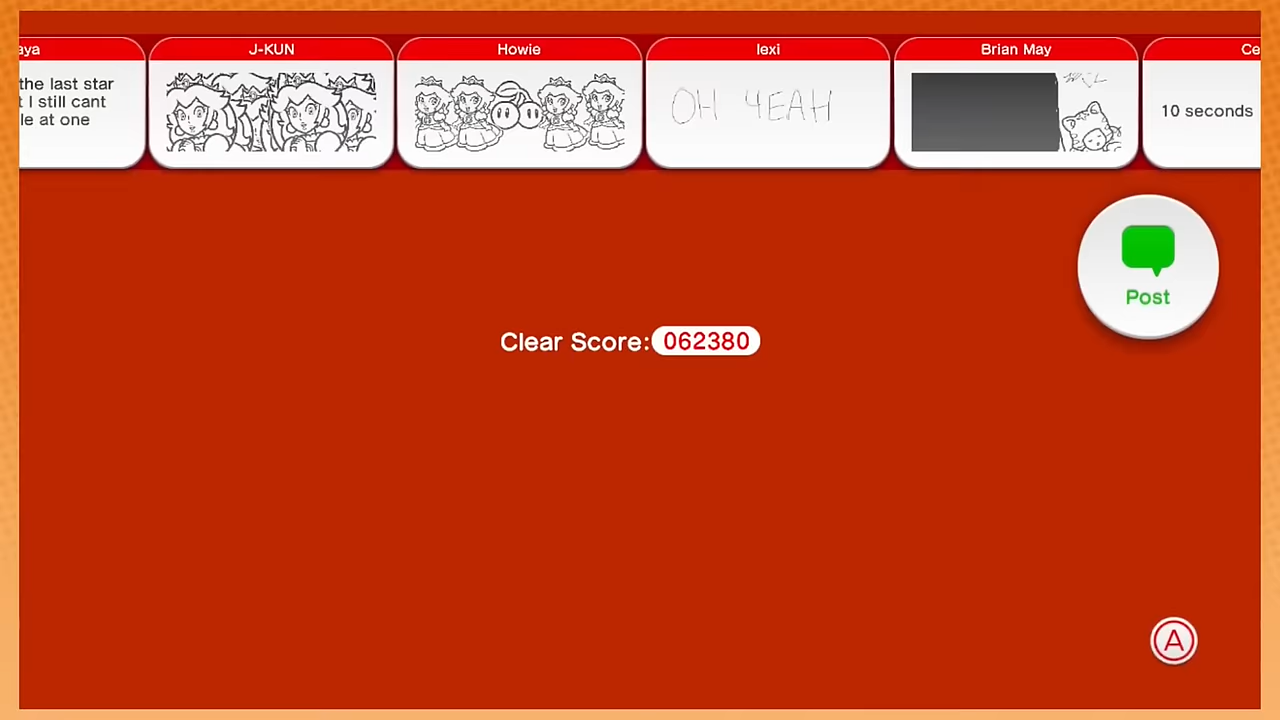 aya
the last star
t I still cant
le at one
J-KUN
Howie
lexi
OH YEAH
Brian May
Ce
10 seconds
Post
Clear Score: 062380
A